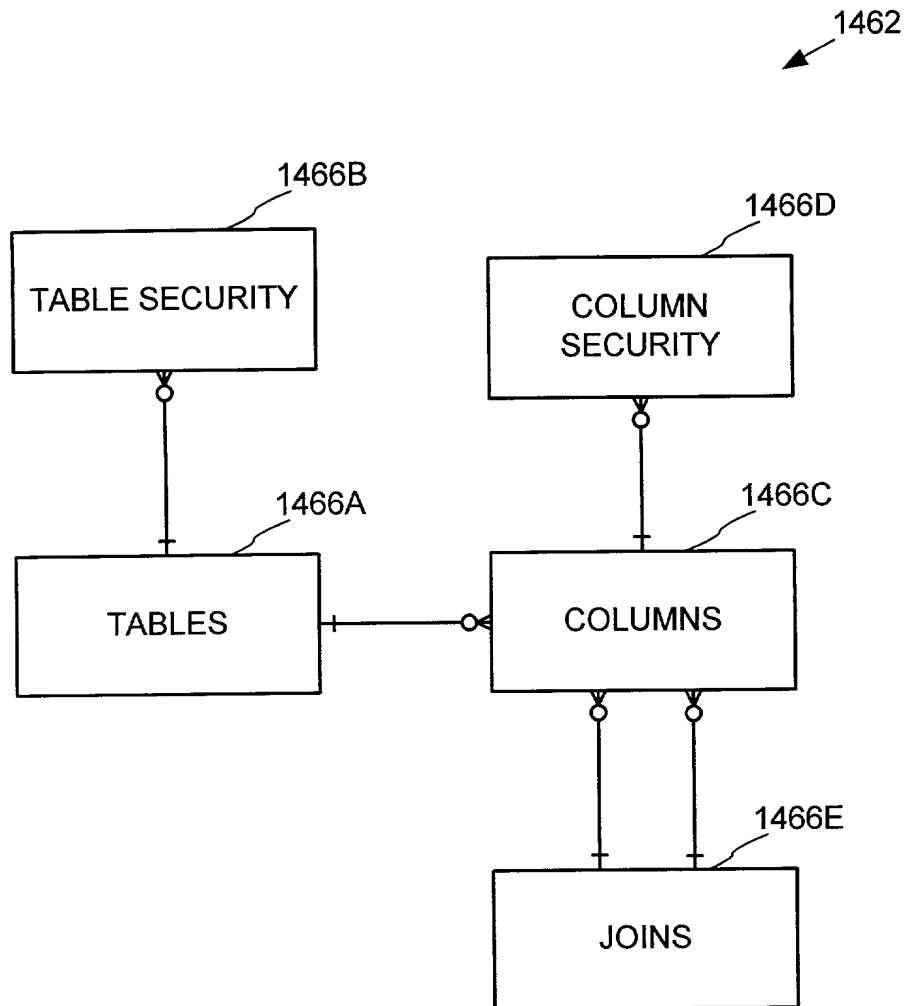 1462
1466B
TABLE SECURITY
1466D
COLUMN
SECURITY
1466A
TABLES
1466C
COLUMNS
1466E
JOINS